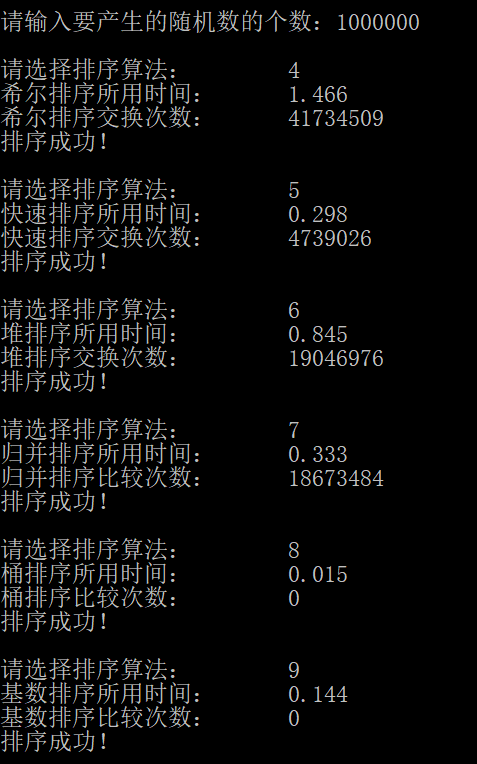 请输入要产生的随机数的个数：1000000
请选择排序算法： 4
希尔排序所用时间： 1.466
希尔排序交换次数： 41734509
排序成功！
请选择排序算法： 5
快速排序所用时间： 0.298
快速排序交换次数： 4739026
排序成功！
请选择排序算法： 6
堆排序所用时间： 0.845
堆排序交换次数： 19046976
排序成功！
请选择排序算法： 7
归并排序所用时间： 0.333
归并排序比较次数： 18673484
排序成功！
请选择排序算法： 8
桶排序所用时间： 0.015
桶排序比较次数： 0
排序成功！
请选择排序算法： 9
基数排序所用时间： 0.144
基数排序比较次数： 0
排序成功！